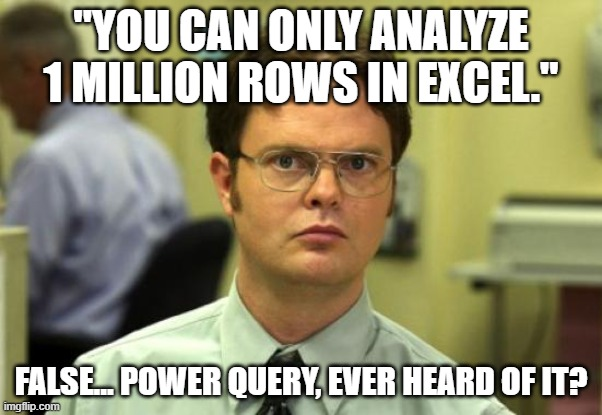 "YOU CAN ONLY ANALYZE
1 MILLION ROWS IN EXCEL."
FALSE... POWER QUERY, EVER HEARD OF IT?
imgflip.com